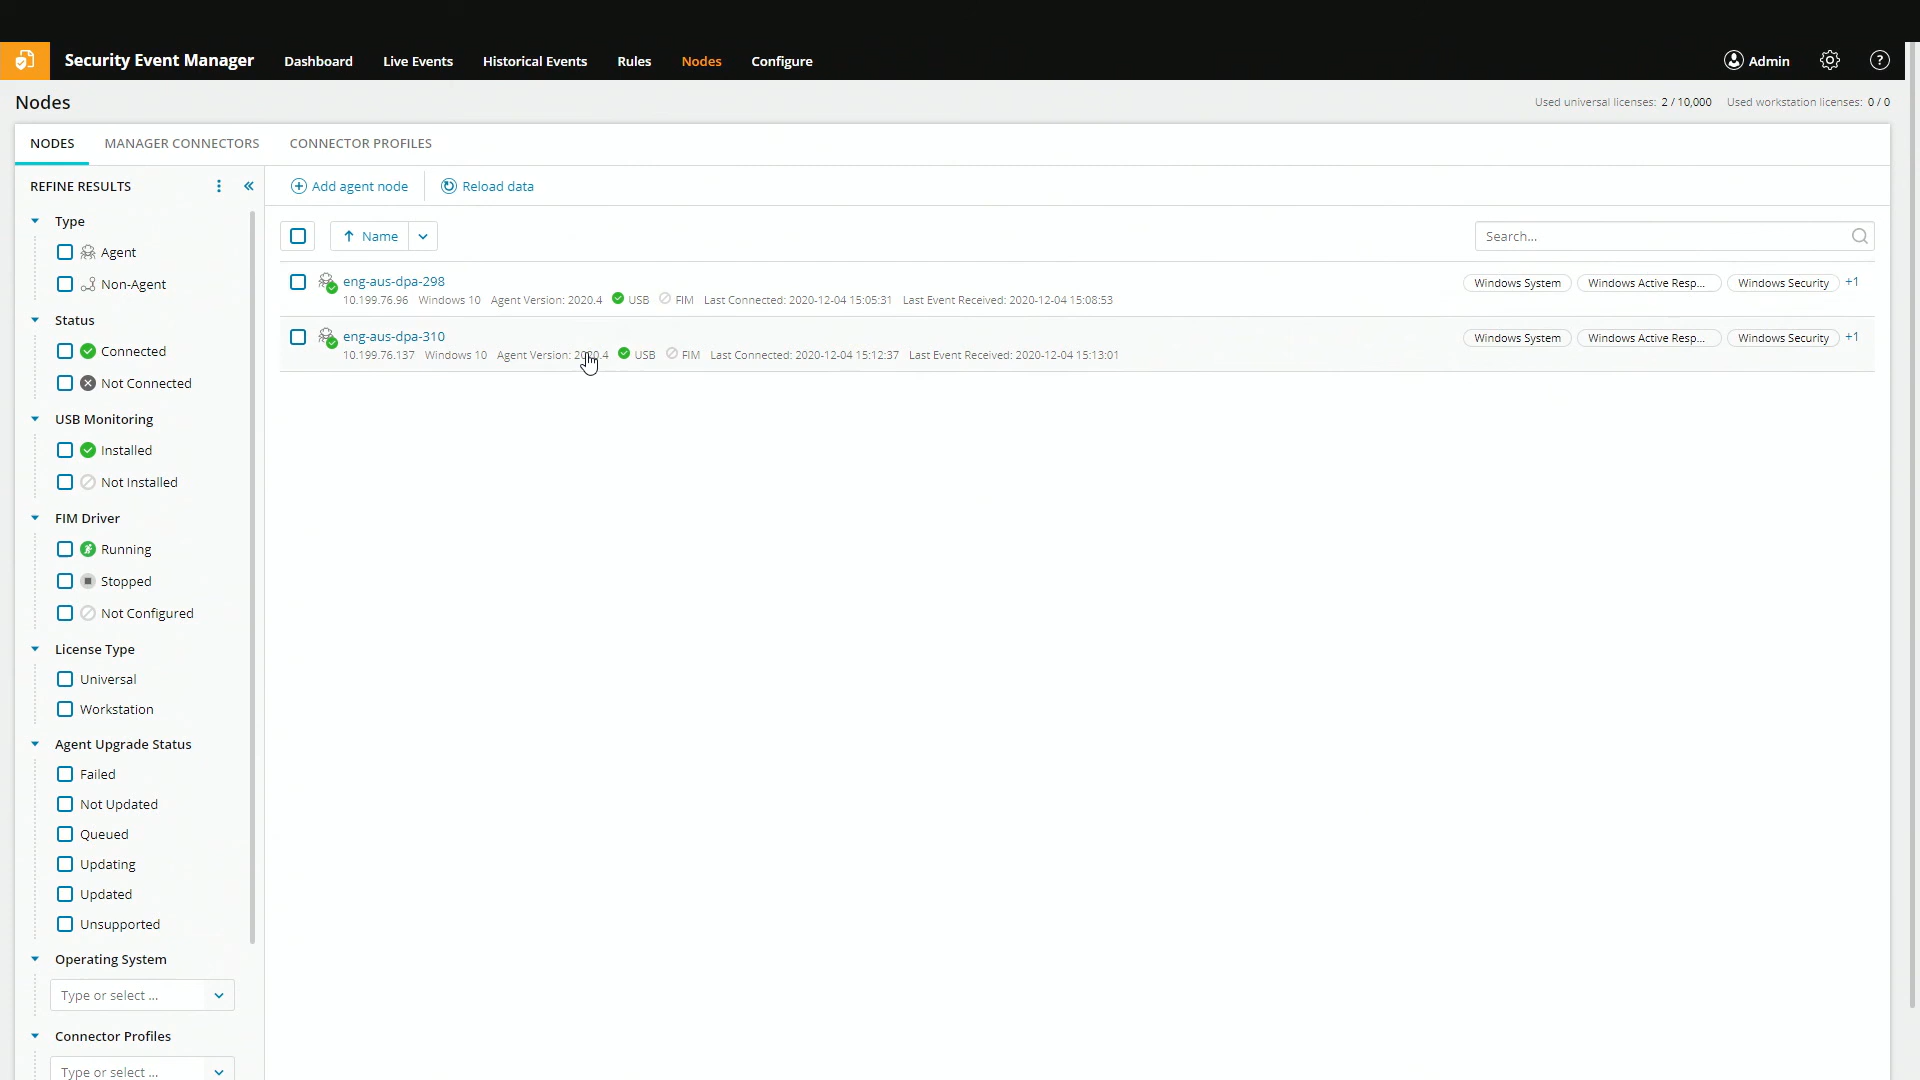 Security Event Manager Dashboard Live Events Historical Events Rules Nodes Configure Admin
Nodes
Used universal licenses: 2 / 10,000 Used workstation licenses: 0 / 0
NODES MANAGER CONNECTORS CONNECTOR PROFILES
REFINE RESULTS
Add agent node Reload data
Type
Agent
Non-Agent
Status
Connected
Not Connected
USB Monitoring
Installed
Not Installed
FIM Driver
Running
Stopped
Not Configured
License Type
Universal
Workstation
Agent Upgrade Status
Failed
Not Updated
Queued
Updating
Updated
Unsupported
Operating System
Type or select ...
Connector Profiles
Type or select ...
Name
Search...
eng-aus-dpa-298
10.199.76.96 Windows 10 Agent Version: 2020.4 USB FIM Last Connected: 2020-12-04 15:05:31 Last Event Received: 2020-12-04 15:08:53
Windows System Windows Active Resp... Windows Security +1
eng-aus-dpa-310
10.199.76.137 Windows 10 Agent Version: 2020.4 USB FIM Last Connected: 2020-12-04 15:12:37 Last Event Received: 2020-12-04 15:13:01
Windows System Windows Active Resp... Windows Security +1